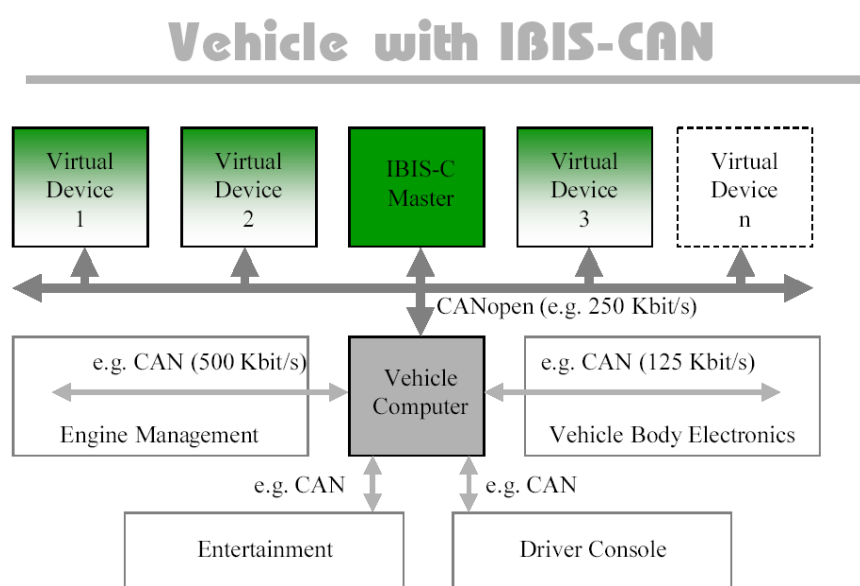 Vehicle with IBIS-CAN
Virtual
Device
1
Virtual
Device
2
IBIS-C
Master
Virtual
Device
3
Virtual
Device
n
CANopen (e.g. 250 Kbit/s)
e.g. CAN (500 Kbit/s)
Engine Management
Vehicle
Computer
e.g. CAN (125 Kbit/s)
Vehicle Body Electronics
e.g. CAN
e.g. CAN
Entertainment
Driver Console